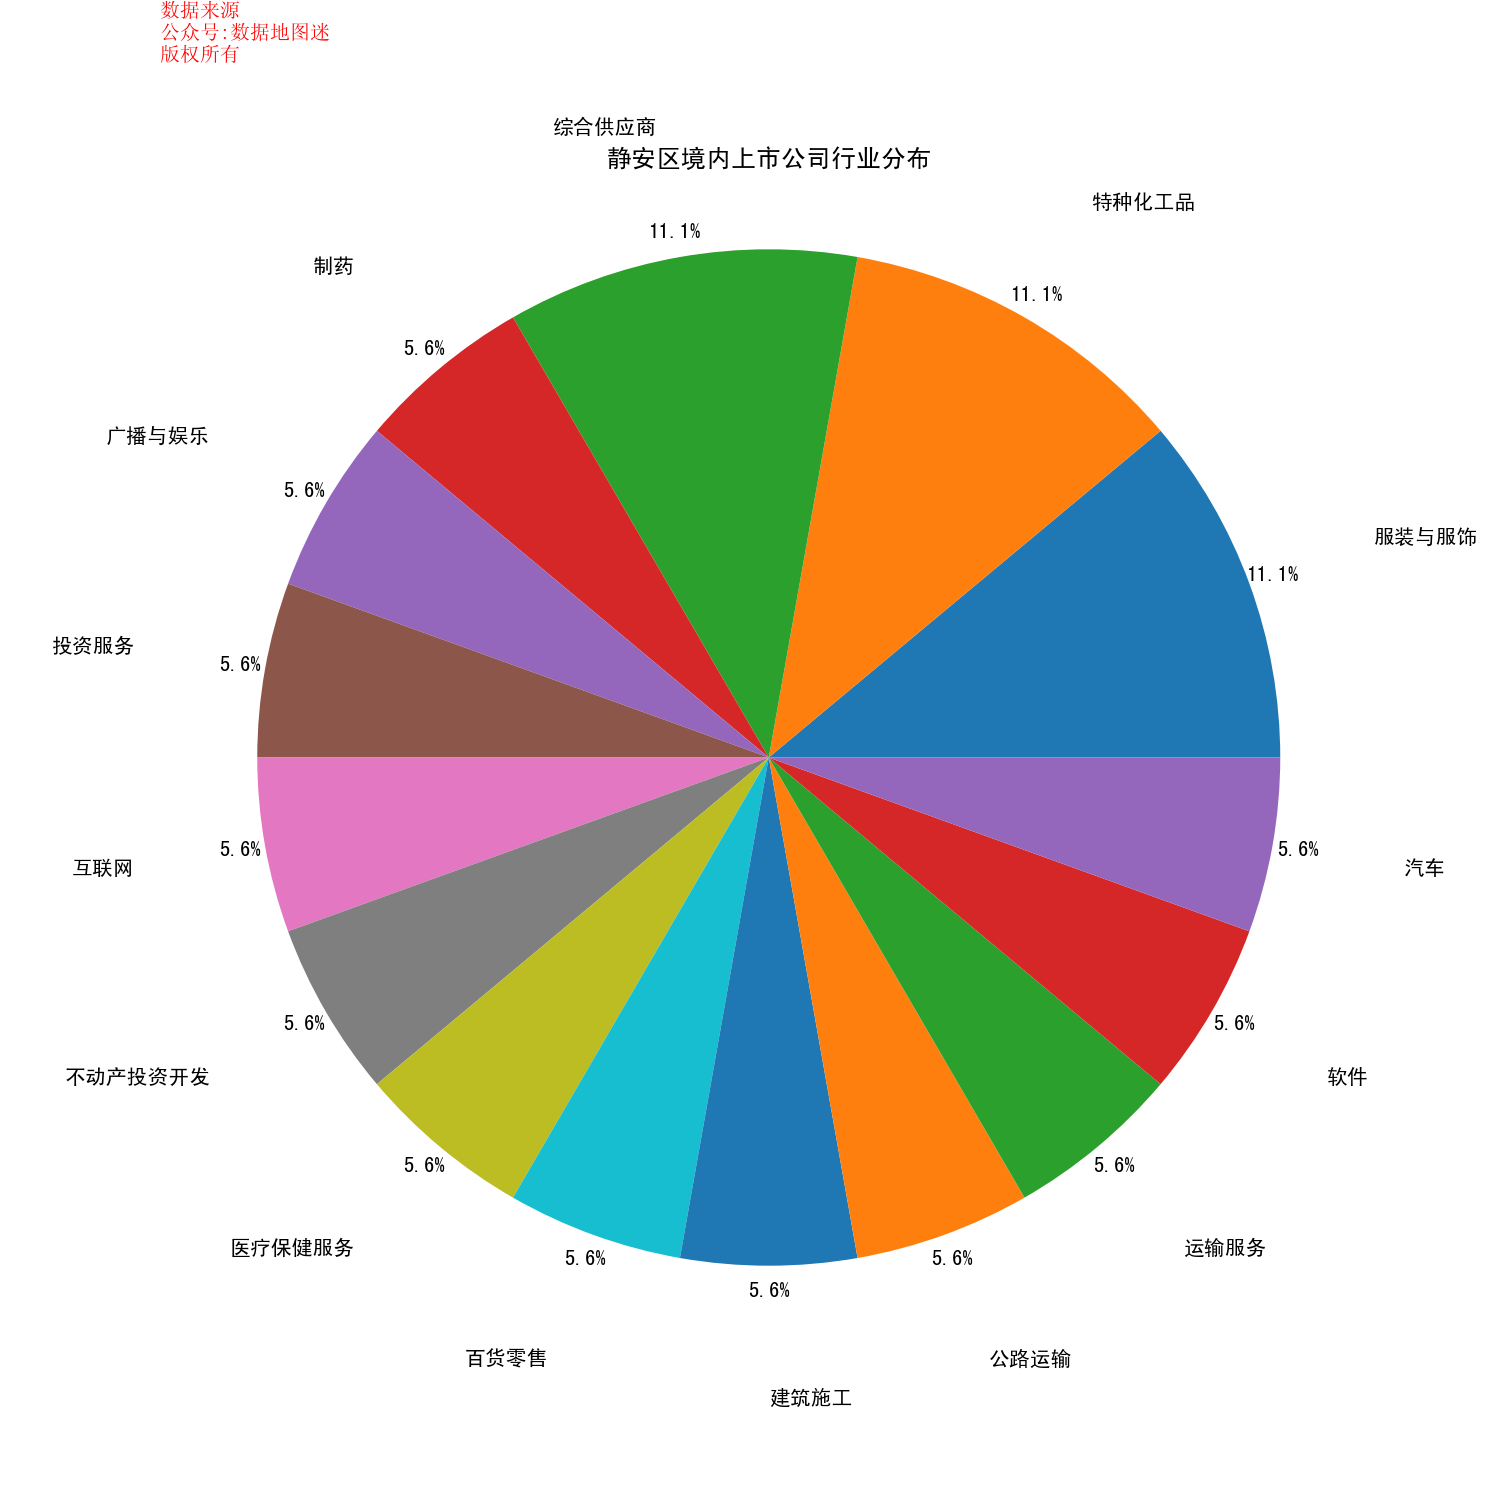 数据来源
公众号:数据地图迷
版权所有
综合供应商
静安区境内上市公司行业分布
特种化工品
11.1%
制药
11.1%
5.6%
广播与娱乐
5.6%
服装与服饰
11.1%
投资服务
5.6%
5.6%
互联网
5.6%
汽车
5.6%
5.6%
不动产投资开发
软件
5.6%
5.6%
医疗保健服务
运输服务
5.6%
5.6%
5.6%
百货零售
公路运输
建筑施工